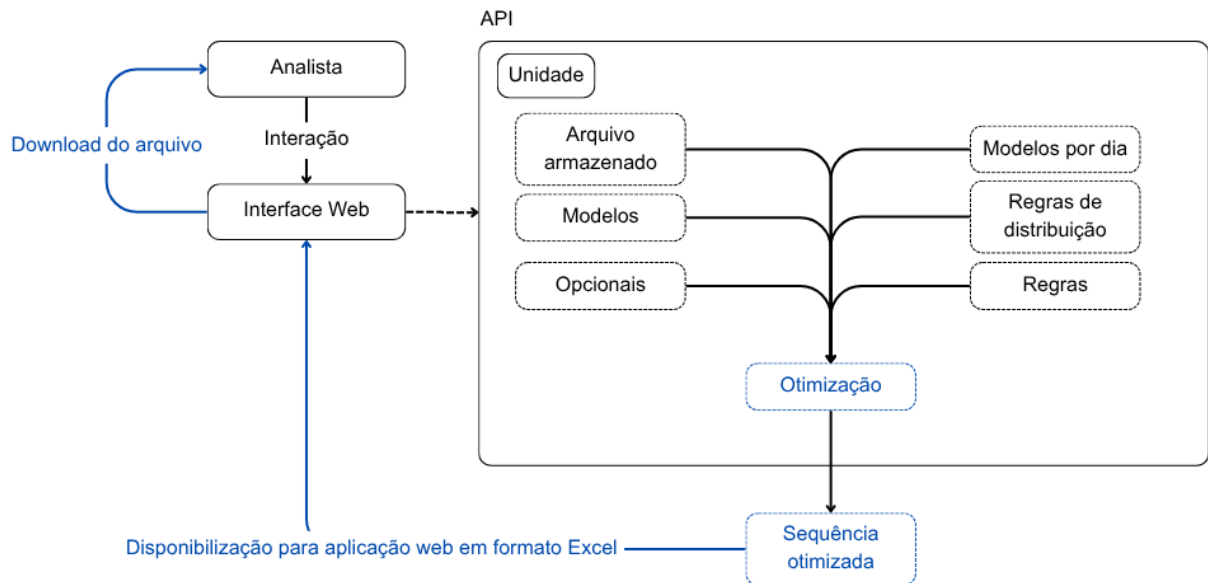 API
Analista
Unidade
Download do arquivo
Interação
Arquivo
armazenado
Modelos por dia
Interface Web
Modelos
Regras de
distribuição
Opcionais
Regras
Otimização
Disponibilização para aplicação web em formato Excel
Sequência
otimizada